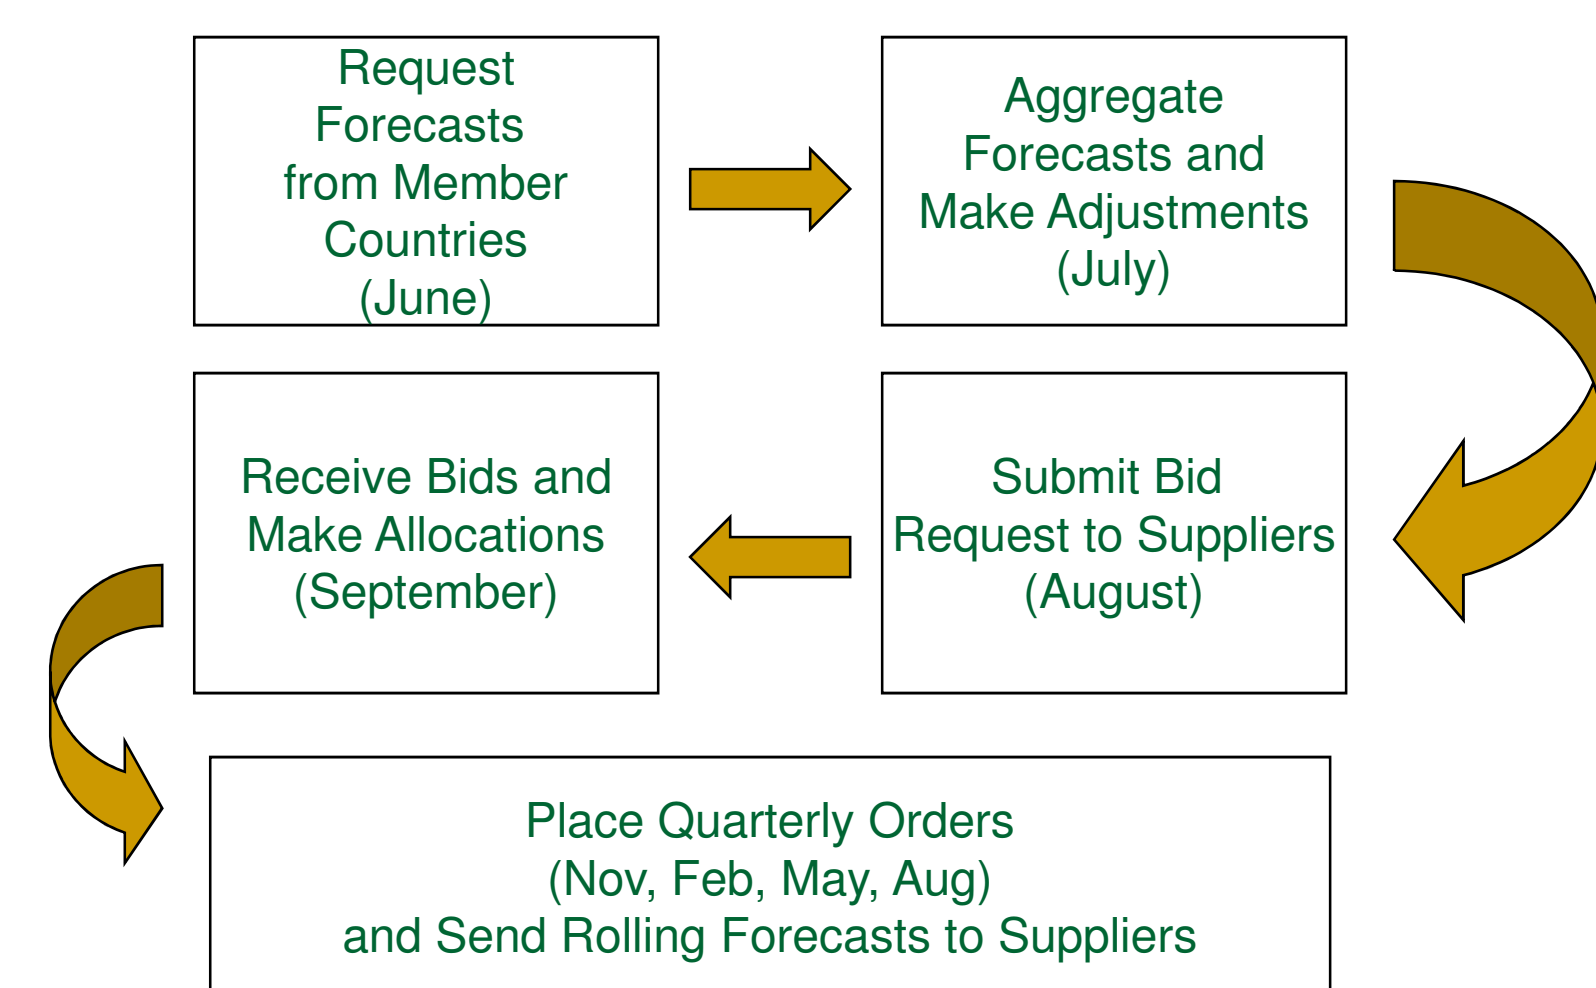 Request
Forecasts
from Member
Countries
(June)
Aggregate
Forecasts and
Make Adjustments
(July)
Submit Bid
Request to Suppliers
(August)
Receive Bids and
Make Allocations
(September)
Place Quarterly Orders
(Nov, Feb, May, Aug)
and Send Rolling Forecasts to Suppliers